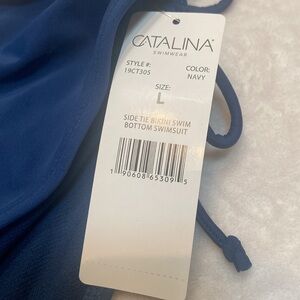 CATALINA®
SWIMWEAR
STYLE #: COLOR:
19CT305 NAVY
SIZE:
L
SIDE TIE BIKINI SWIM
BOTTOM SWIMSUIT
1 90608 65309 5